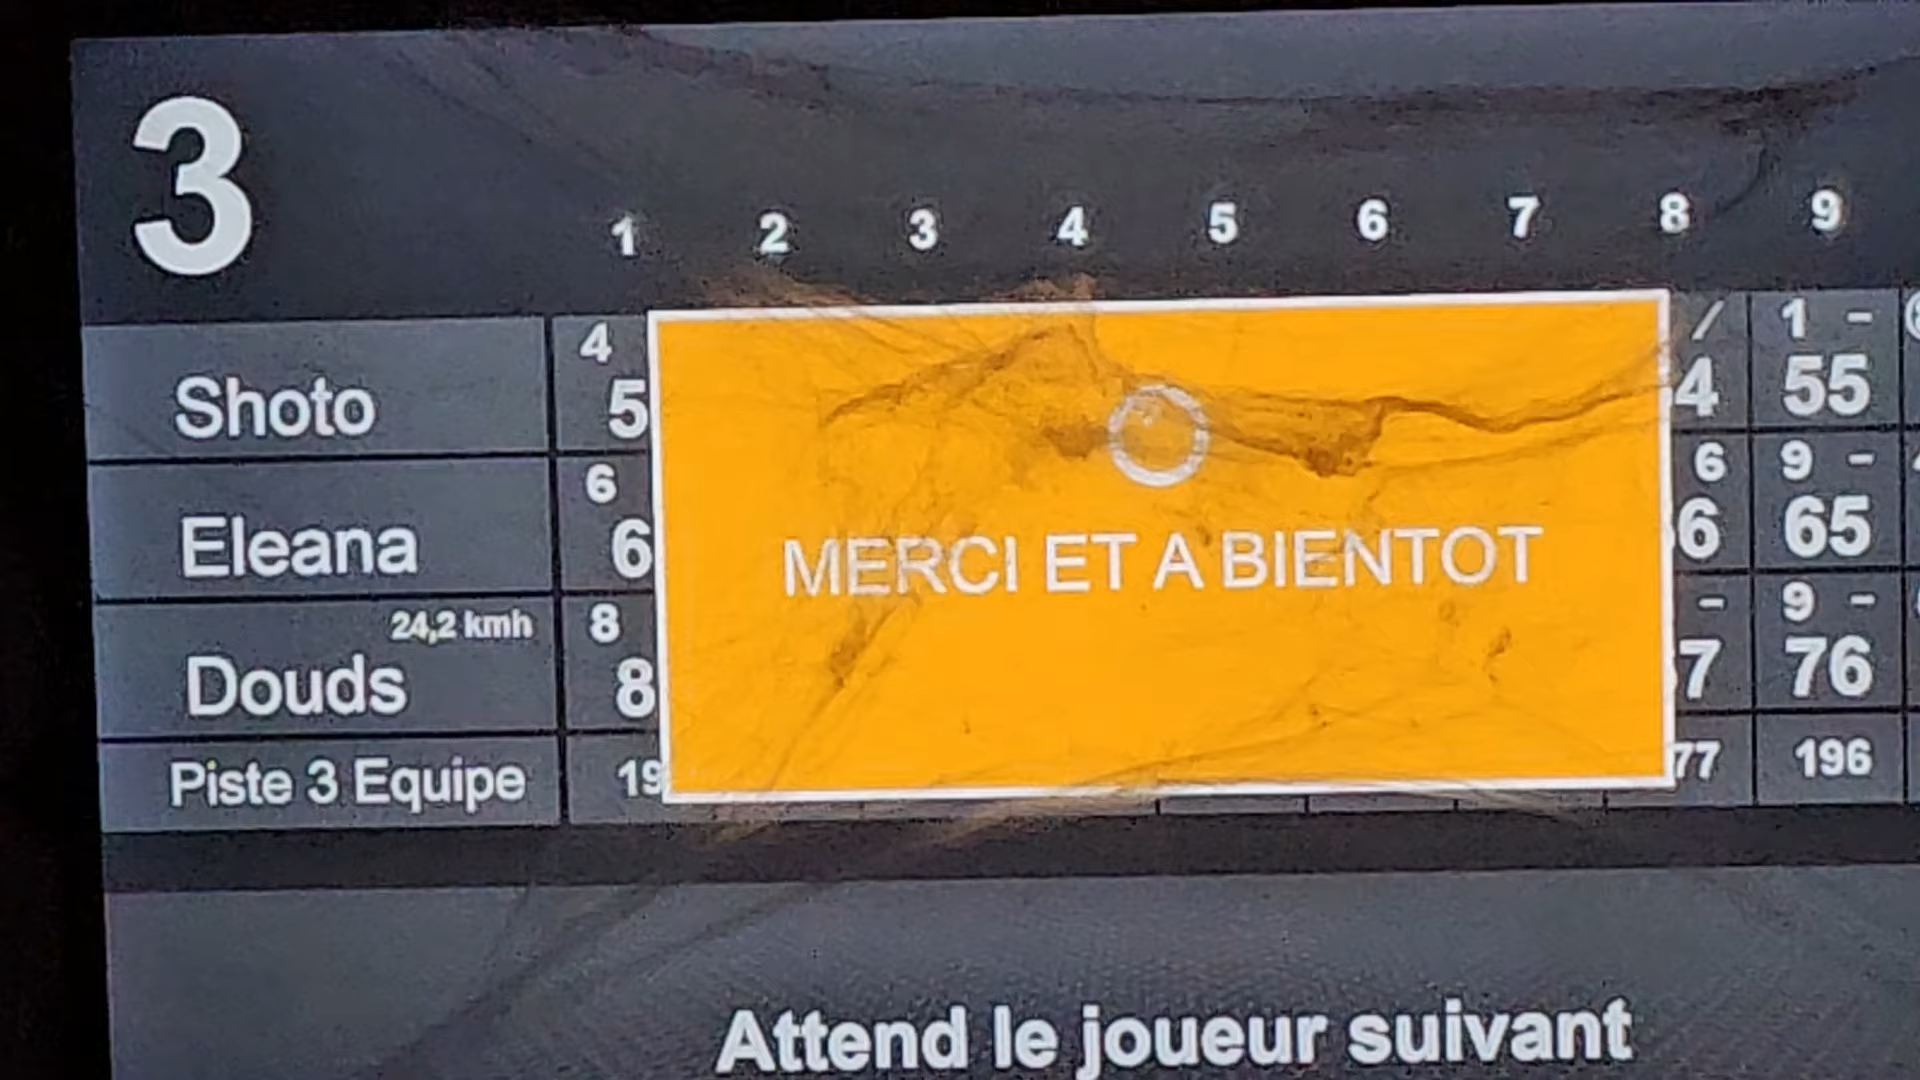 3
1 2 3 4 5 6 7 8 9
4 / 1 -
Shoto 5 4 55
6 6 9 -
Eleana 6 6 65
24,2 kmh 8 - 9 -
Douds 8 7 76
Piste 3 Equipe 19 77 196
MERCI ET A BIENTOT
Attend le joueur suivant